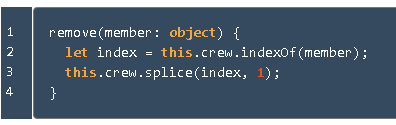 1 remove(member: object) {
2 let index = this.crew.indexOf(member);
3 this.crew.splice(index, 1);
4 }